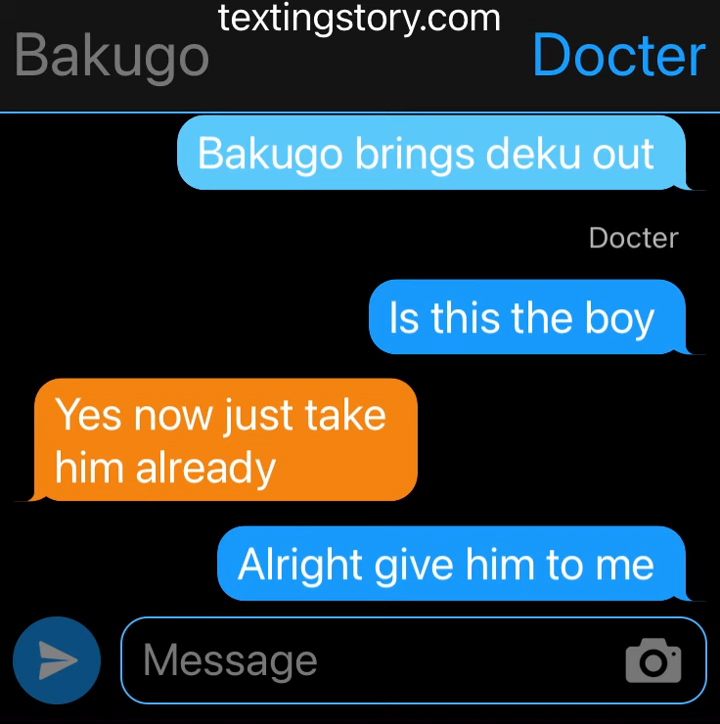 textingstory.com
Bakugo
Docter
Bakugo brings deku out
Docter
Is this the boy
Yes now just take
him already
Alright give him to me
Message